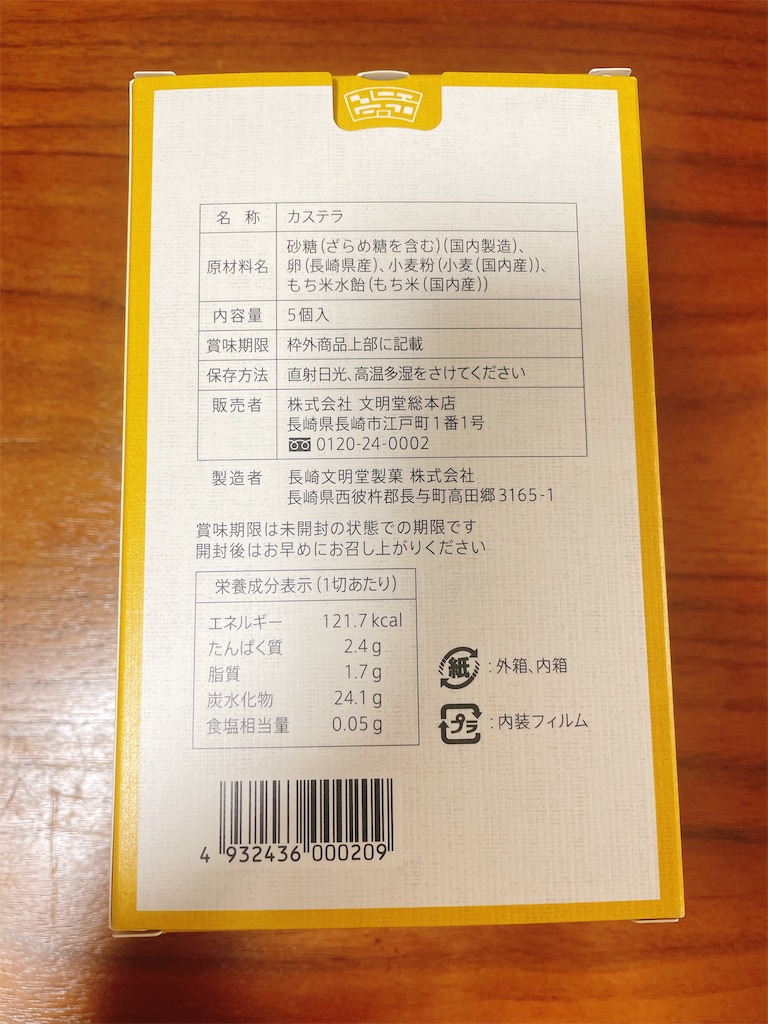 名 称 カステラ
原材料名 砂糖(ざらめ糖を含む)(国内製造)、
卵(長崎県産)、小麦粉(小麦(国内産))、
もち米水飴(もち米(国内産))
内容量 5個入
賞味期限 枠外商品上部に記載
保存方法 直射日光、高温多湿をさけてください
販売者 株式会社 文明堂総本店
長崎県長崎市江戸町1番1号
0120-24-0002
製造者 長崎文明堂製菓 株式会社
長崎県西彼杵郡長与町高田郷3165-1
賞味期限は未開封の状態での期限です
開封後はお早めにお召し上がりください
栄養成分表示(1切あたり)
エネルギー 121.7kcal
たんぱく質 2.4g
脂質 1.7g
炭水化物 24.1g
食塩相当量 0.05g
紙:外箱、内箱
プラ:内装フィルム
4 932436 000209